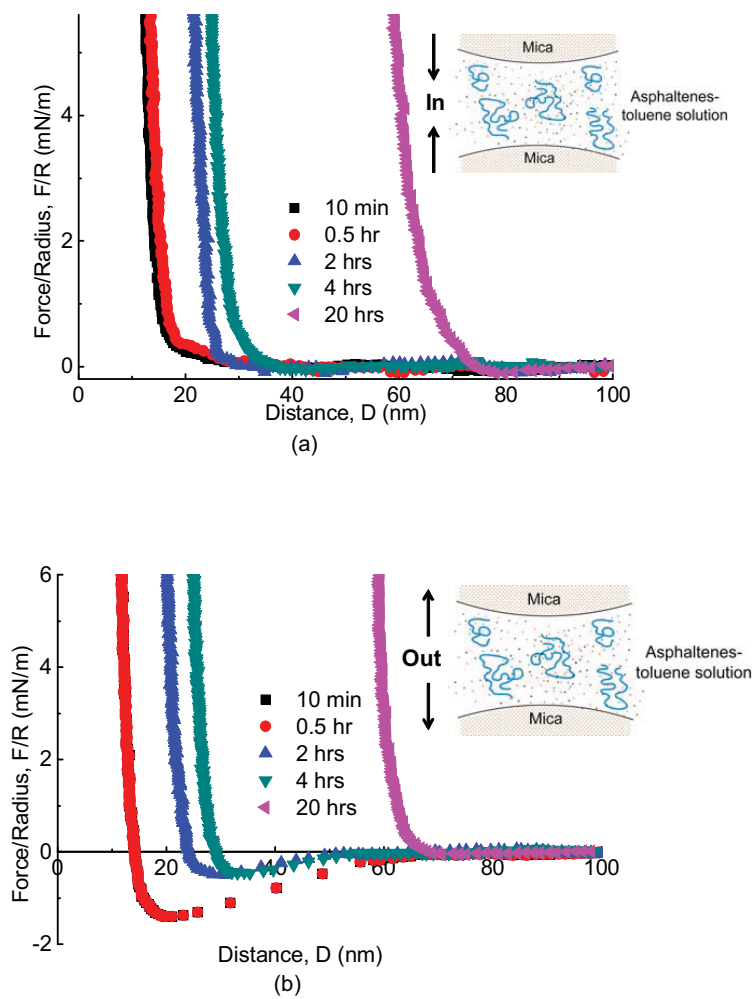 Force/Radius, F/R (mN/m)
4
2
0
0
20
40
60
80
100
Distance, D (nm)
10 min
0.5 hr
2 hrs
4 hrs
20 hrs
In
Mica
Mica
Asphaltenes-
toluene solution
(a)
Force/Radius, F/R (mN/m)
6
4
2
0
-2
0
20
40
60
80
100
Distance, D (nm)
10 min
0.5 hr
2 hrs
4 hrs
20 hrs
Out
Mica
Mica
Asphaltenes-
toluene solution
(b)